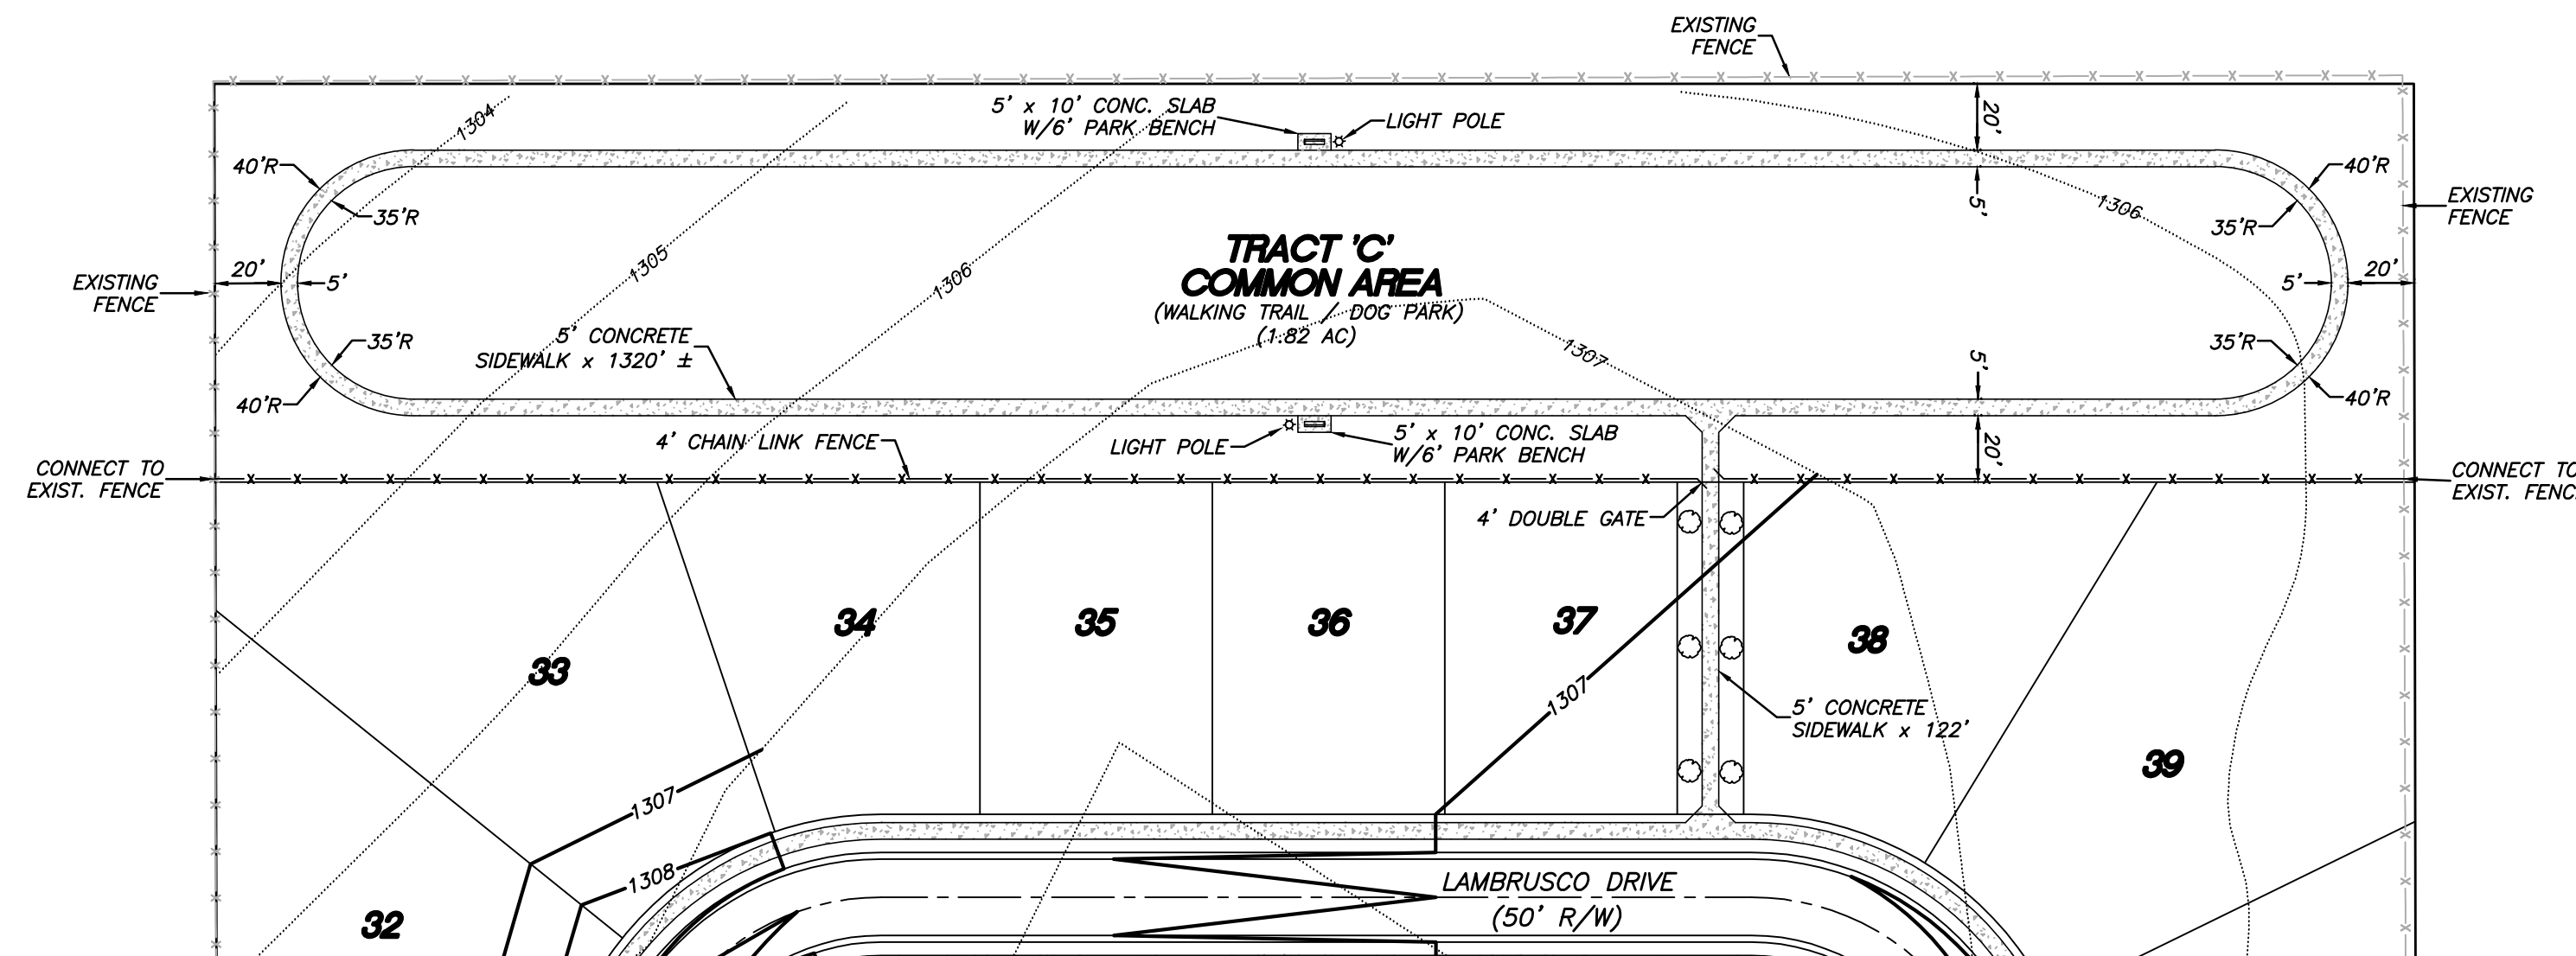 EXISTING
FENCE
5' x 10' CONC. SLAB
W/6' PARK BENCH
LIGHT POLE
1304
20'
40'R
40'R
35'R
5'
1306
EXISTING
FENCE
35'R
TRACT 'C'
COMMON AREA
(WALKING TRAIL / DOG PARK)
(1.82 AC)
1305
1306
EXISTING
FENCE
20'
5'
5'
20'
5' CONCRETE
SIDEWALK x 1320' ±
35'R
1307
5'
35'R
40'R
40'R
4' CHAIN LINK FENCE
LIGHT POLE
5' x 10' CONC. SLAB
W/6' PARK BENCH
20'
CONNECT TO
EXIST. FENCE
CONNECT TO
EXIST. FENC
4' DOUBLE GATE
33
34
35
36
37
38
39
1307
5' CONCRETE
SIDEWALK x 122'
1307
1308
32
LAMBRUSCO DRIVE
(50' R/W)